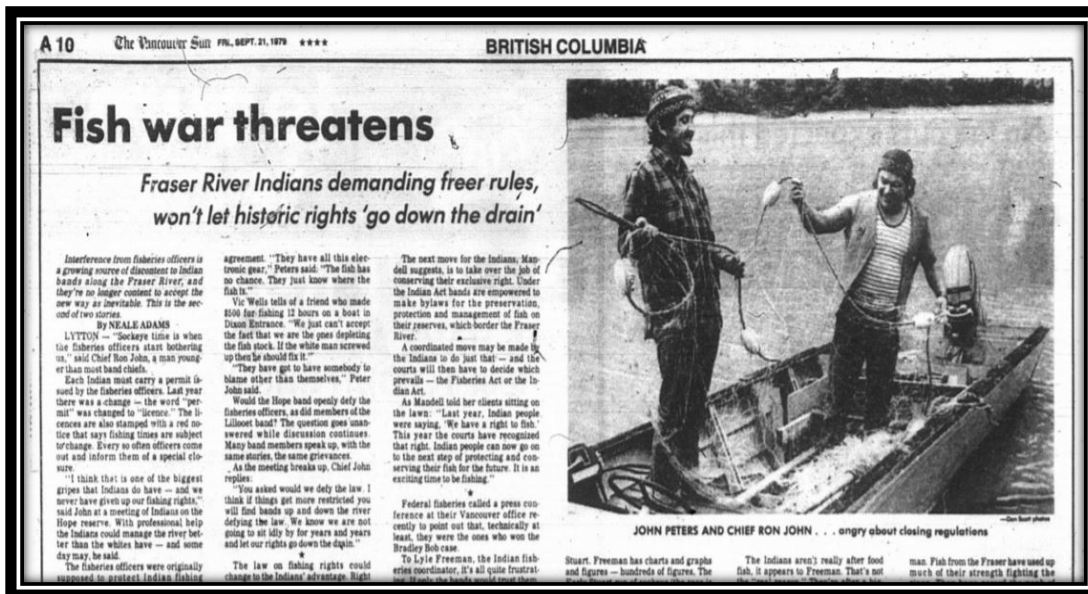 A 10
The Vancouver Sun FRI., SEPT. 21, 1979 ★★★★
BRITISH COLUMBIA
Fish war threatens
Fraser River Indians demanding freer rules,
won't let historic rights 'go down the drain'
Interference from fisheries officers is
a growing source of discontent to Indian
bands along the Fraser River, and
they're no longer content to accept the
new way as inevitable. This is the sec-
ond of two stories.
By NEALE ADAMS
LYTTON — "Sockeye time is when
the fisheries officers start bothering
us," said Chief Ron John, a man young-
er than most band chiefs.
Each Indian must carry a permit is-
sued by the fisheries officers. Last year
there was a change — the word "per-
mit" was changed to "licence." The li-
cences are also stamped with a red no-
tice that says fishing times are subject
to change. Every so often officers come
out and inform them of a special clo-
sure.
"I think that is one of the biggest
gripes that Indians do have — and we
never have given up our fishing rights,"
said John at a meeting of Indians on the
Hope reserve. With professional help
the Indians could manage the river bet-
ter than the whites have — and some
day may, he said.
The fisheries officers were originally
supposed to protect Indian fishing
agreement. "They have all this elec-
tronic gear," Peters said: "The fish has
no chance. They just know where the
fish is."
Vic Wells tells of a friend who made
$500 for fishing 12 hours on a boat in
Dixon Entrance. "We just can't accept
the fact that we are the ones depleting
the fish stock. If the white man screwed
up then he should fix it."
"They have got to have somebody to
blame other than themselves," Peter
John said.
Would the Hope band openly defy the
fisheries officers, as did members of the
Lillooet band? The question goes unan-
swered while discussion continues.
Many band members speak up, with the
same stories, the same grievances.
As the meeting breaks up, Chief John
replies:
"You asked would we defy the law. I
think if things get more restricted you
will find bands up and down the river
defying the law. We know we are not
going to sit idly by for years and years
and let our rights go down the drain."
★
The law on fishing rights could
change to the Indians' advantage. Right
The next move for the Indians, Man-
dell suggests, is to take over the job of
conserving their exclusive right. Under
the Indian Act bands are empowered to
make bylaws for the preservation,
protection and management of fish on
their reserves, which border the Fraser
River.
A coordinated move may be made by
the Indians to do just that — and the
courts will then have to decide which
prevails — the Fisheries Act or the In-
dian Act.
As Mandell told her clients sitting on
the lawn: "Last year, Indian people
were saying, 'We have a right to fish.'
This year the courts have recognized
that right. Indian people can now go on
to the next step of protecting and con-
serving their fish for the future. It is an
exciting time to be fishing."
★
Federal fisheries called a press con-
ference at their Vancouver office re-
cently to point out that, technically at
least, they were the ones who won the
Bradley Bob case.
To Lyle Freeman, the Indian fish-
eries coordinator, it's all quite frustrat-
ing. If only the bands would trust them,
—Dan Scott photos
JOHN PETERS AND CHIEF RON JOHN . . . angry about closing regulations
Stuart. Freeman has charts and graphs
and figures — hundreds of figures. The
The Indians aren't really after food
fish, it appears to Freeman. That's not
man. Fish from the Fraser have used up
much of their strength fighting the